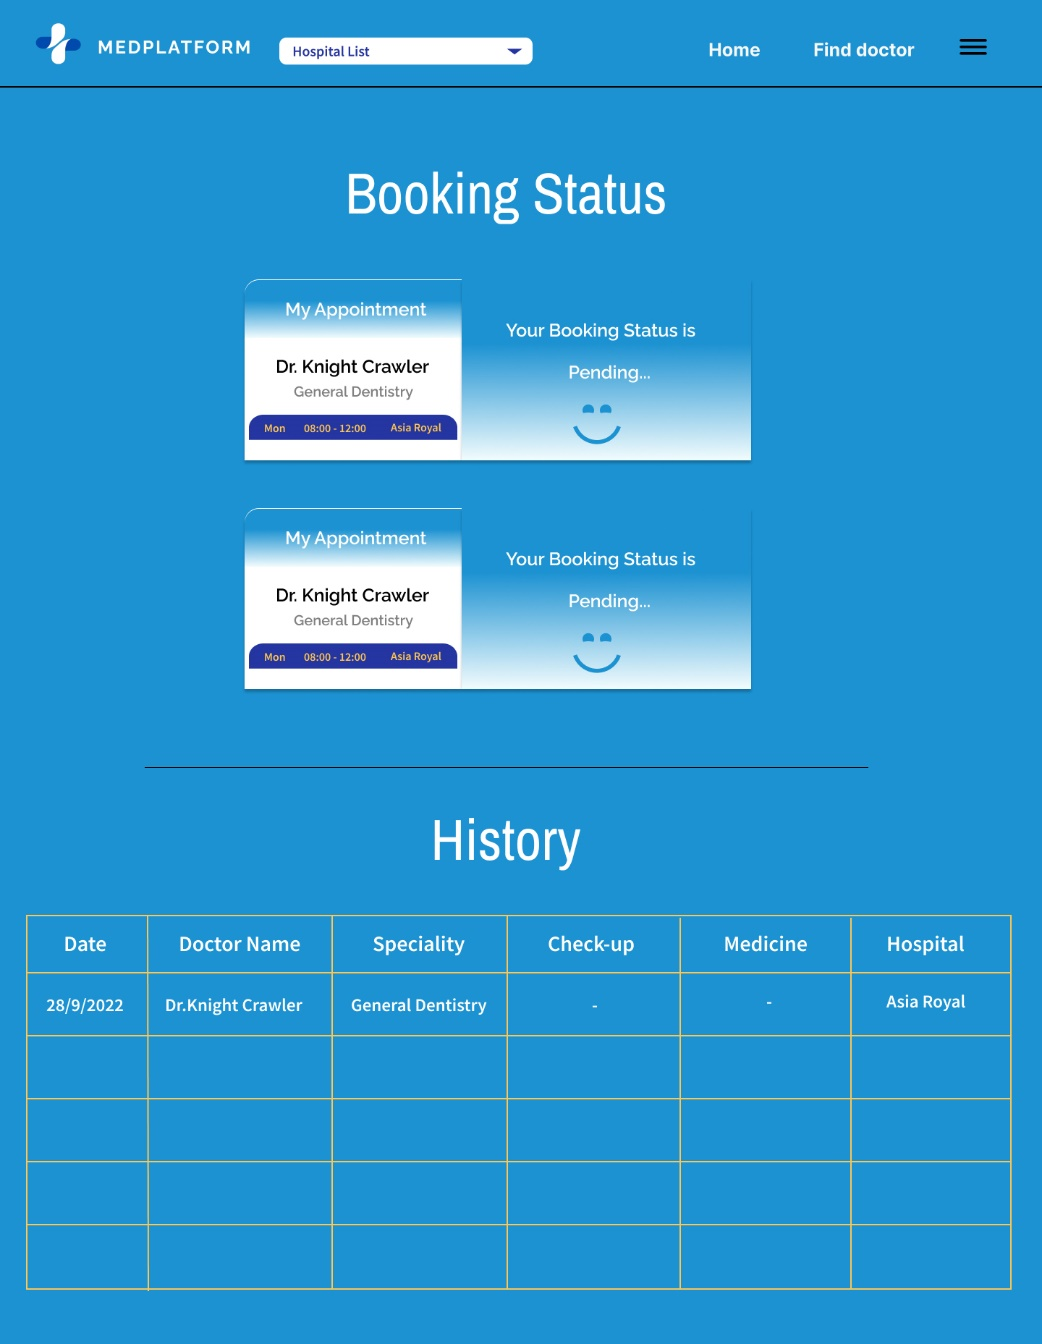 MEDPLATFORM
Hospital List
Home
Find doctor
Booking Status
My Appointment
Dr. Knight Crawler
General Dentistry
Mon 08:00 - 12:00 Asia Royal
Your Booking Status is
Pending...
My Appointment
Dr. Knight Crawler
General Dentistry
Mon 08:00 - 12:00 Asia Royal
Your Booking Status is
Pending...
History
Date Doctor Name Speciality Check-up Medicine Hospital
28/9/2022 Dr.Knight Crawler General Dentistry - - Asia Royal